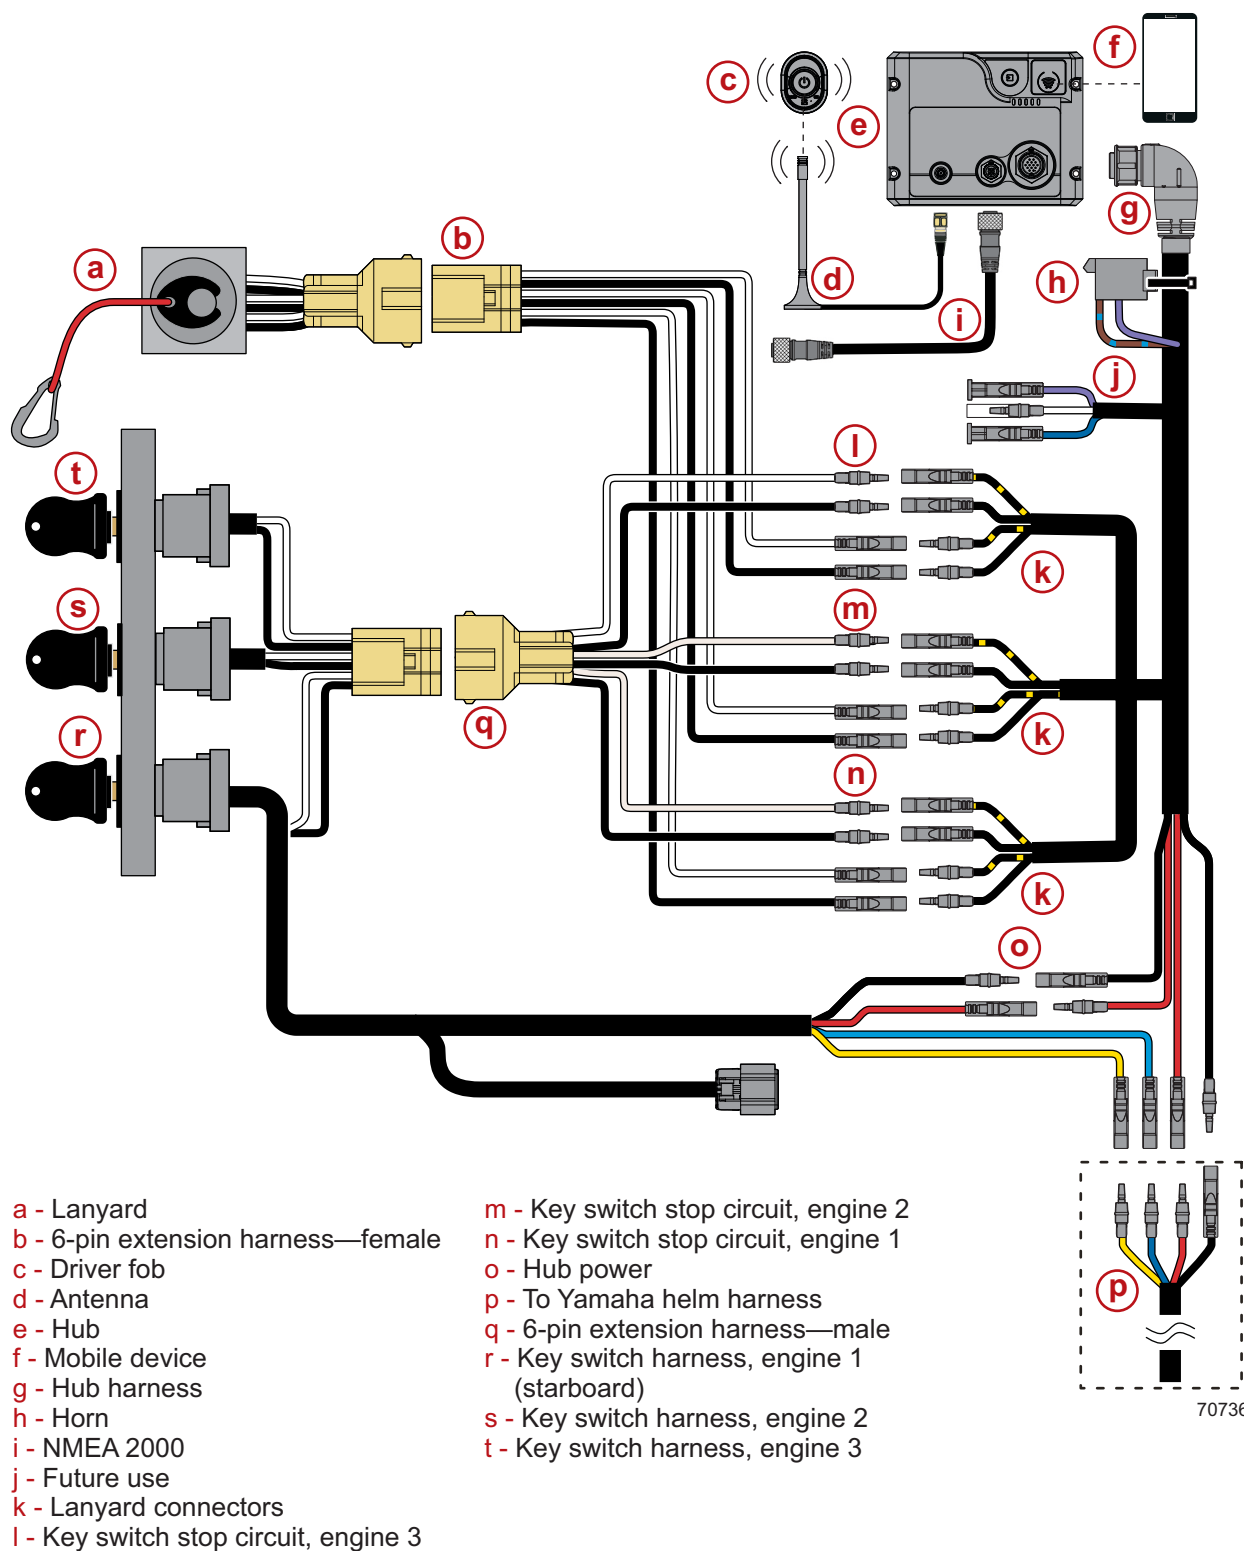 f
c
e
g
b
a
h
d
i
j
l
t
k
s
m
r
q
k
n
k
o
p
70736
a - Lanyard
b - 6-pin extension harness—female
c - Driver fob
d - Antenna
e - Hub
f - Mobile device
g - Hub harness
h - Horn
i - NMEA 2000
j - Future use
k - Lanyard connectors
l - Key switch stop circuit, engine 3
m - Key switch stop circuit, engine 2
n - Key switch stop circuit, engine 1
o - Hub power
p - To Yamaha helm harness
q - 6-pin extension harness—male
r - Key switch harness, engine 1
(starboard)
s - Key switch harness, engine 2
t - Key switch harness, engine 3